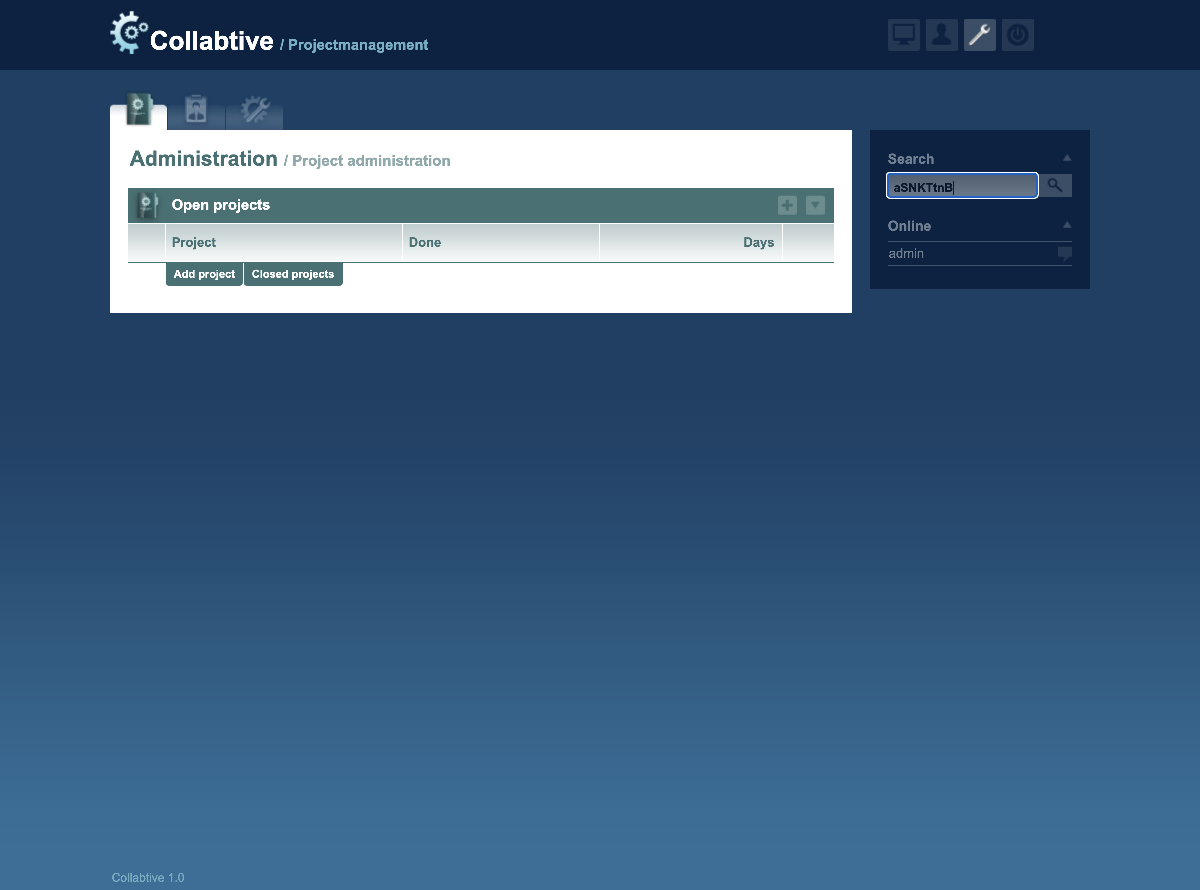 Collabtive / Projectmanagement
Administration / Project administration
Open projects
Project Done Days
Add project Closed projects
Search
aSNKTtnB
Online
admin
Collabtive 1.0